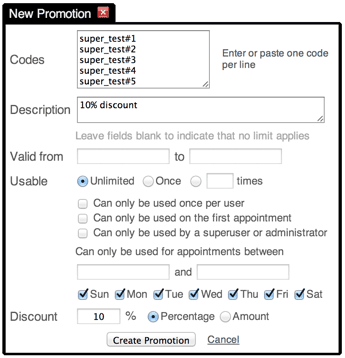 New Promotion
Codes
super_test#1
super_test#2
super_test#3
super_test#4
super_test#5
Enter or paste one code
per line
Description
10% discount
Leave fields blank to indicate that no limit applies
Valid from to
Usable Unlimited Once times
Can only be used once per user
Can only be used on the first appointment
Can only be used by a superuser or administrator
Can only be used for appointments between
and
Sun Mon Tue Wed Thu Fri Sat
Discount 10 % Percentage Amount
Create Promotion Cancel